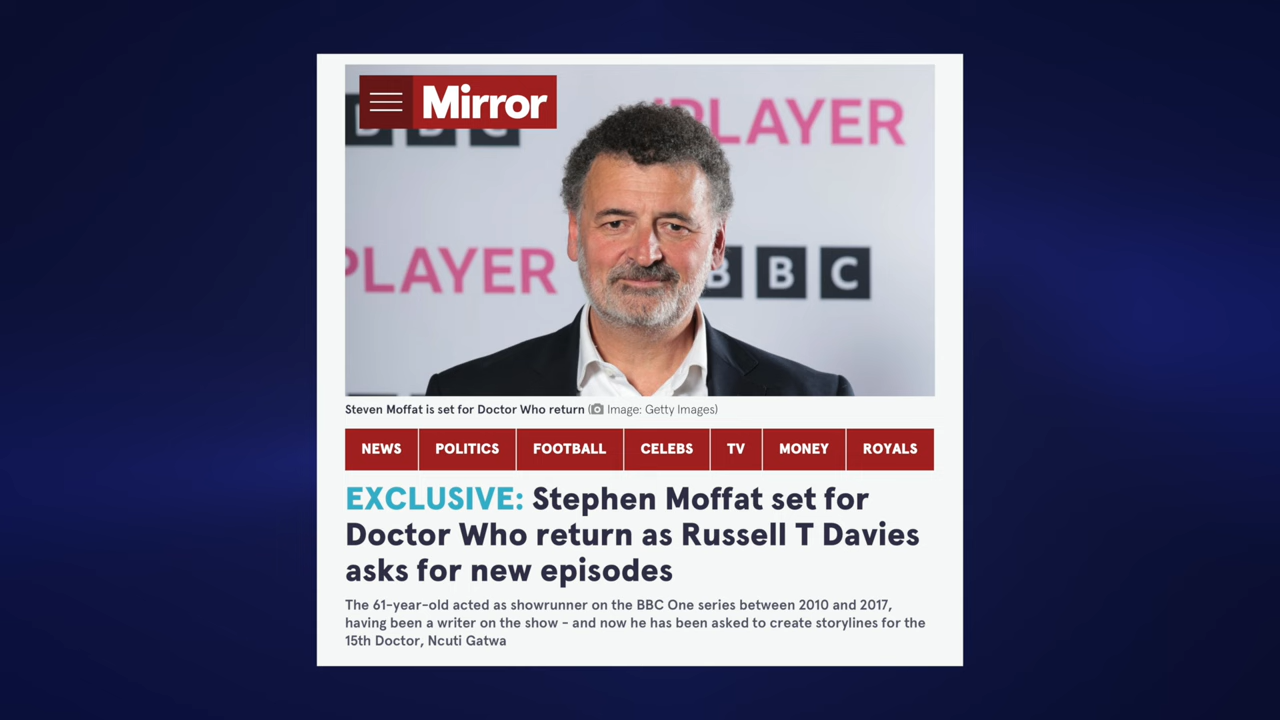 Mirror
BBC
PLAYER
PLAYER
BBC
Steven Moffat is set for Doctor Who return (Image: Getty Images)
NEWS POLITICS FOOTBALL CELEBS TV MONEY ROYALS
EXCLUSIVE: Stephen Moffat set for
Doctor Who return as Russell T Davies
asks for new episodes
The 61-year-old acted as showrunner on the BBC One series between 2010 and 2017,
having been a writer on the show - and now he has been asked to create storylines for the
15th Doctor, Ncuti Gatwa